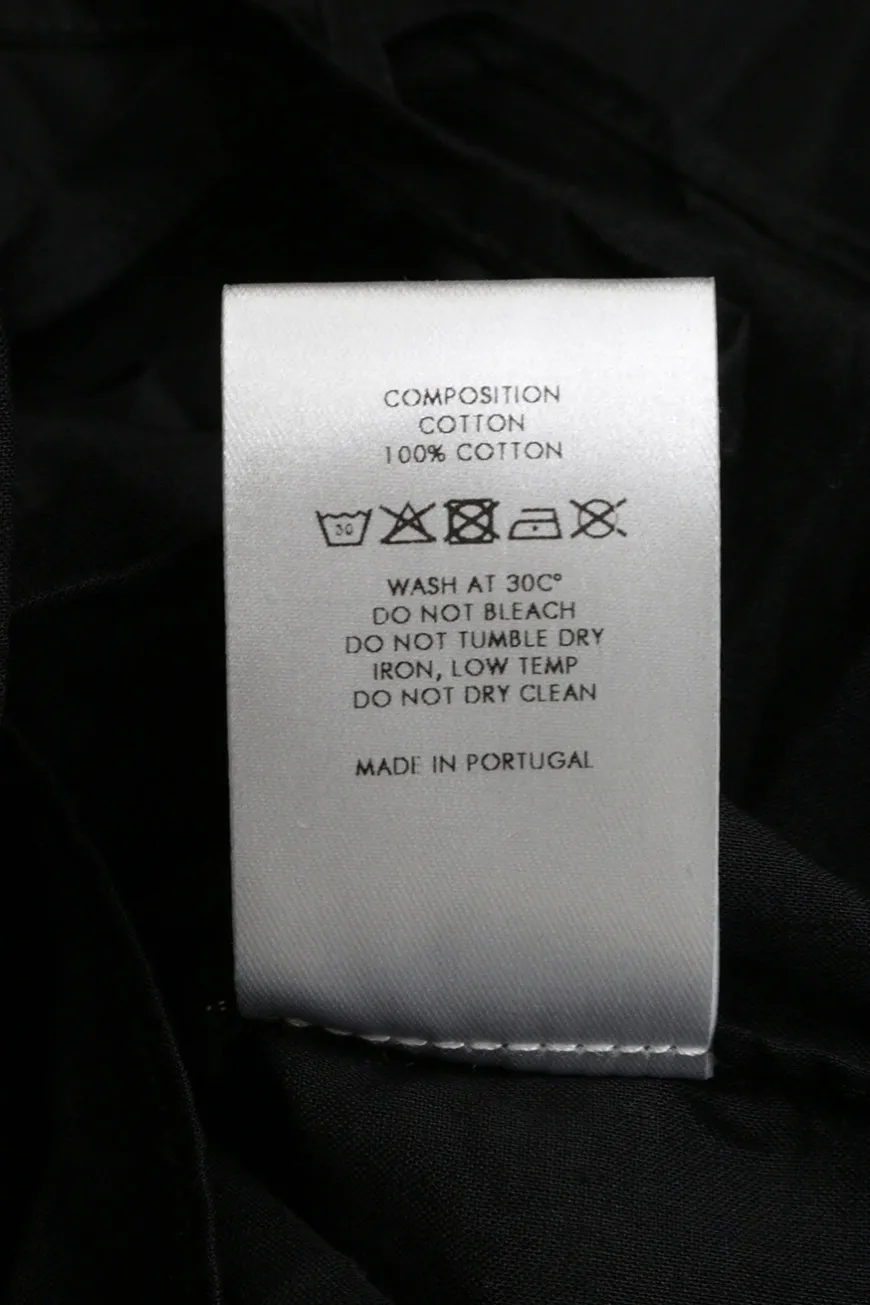 COMPOSITION
COTTON
100% COTTON
30
WASH AT 30C°
DO NOT BLEACH
DO NOT TUMBLE DRY
IRON, LOW TEMP
DO NOT DRY CLEAN
MADE IN PORTUGAL